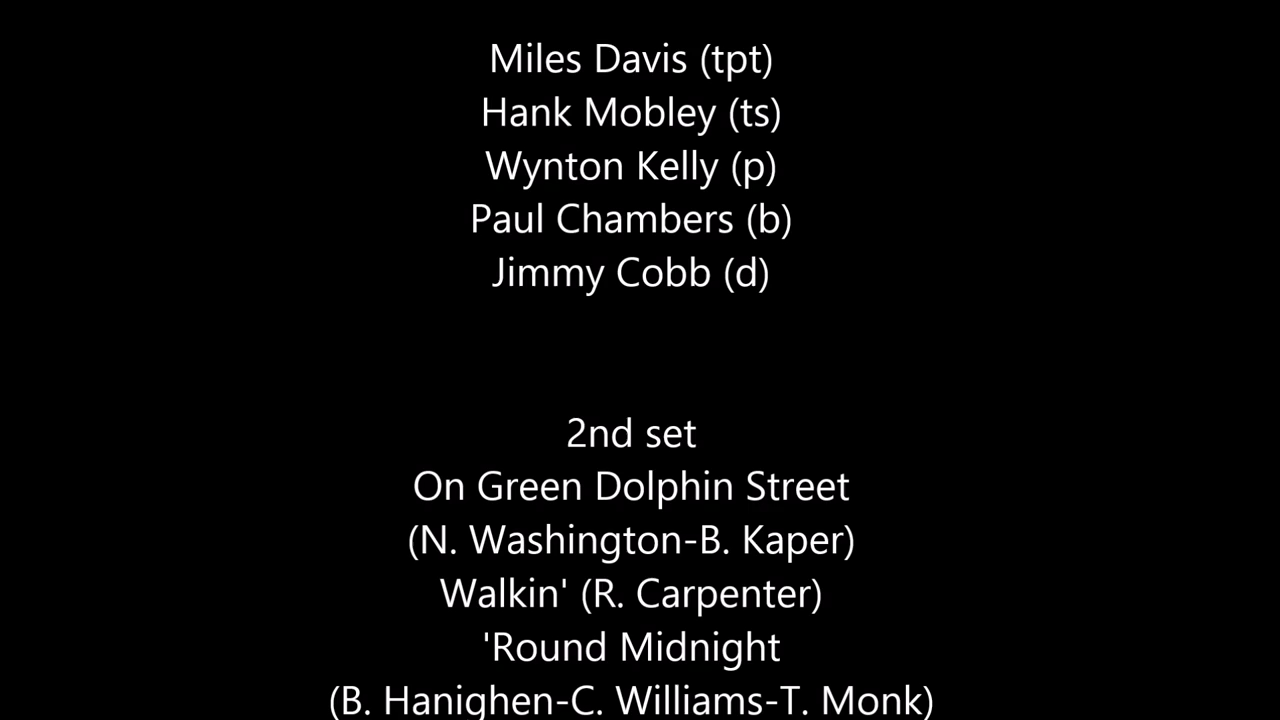 Miles Davis (tpt)
Hank Mobley (ts)
Wynton Kelly (p)
Paul Chambers (b)
Jimmy Cobb (d)
2nd set
On Green Dolphin Street
(N. Washington-B. Kaper)
Walkin' (R. Carpenter)
'Round Midnight
(B. Hanighen-C. Williams-T. Monk)